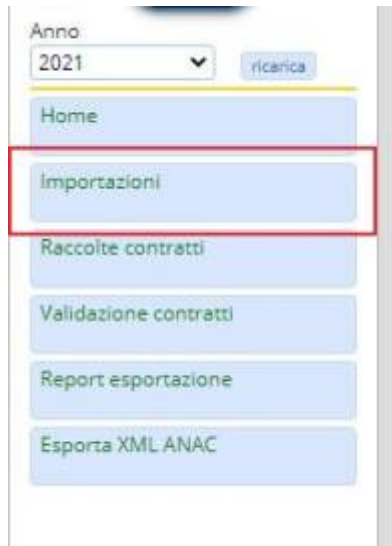 Anno
2021 ricarica
Home
Importazioni
Raccolte contratti
Validazione contratti
Report esportazione
Esporta XML ANAC